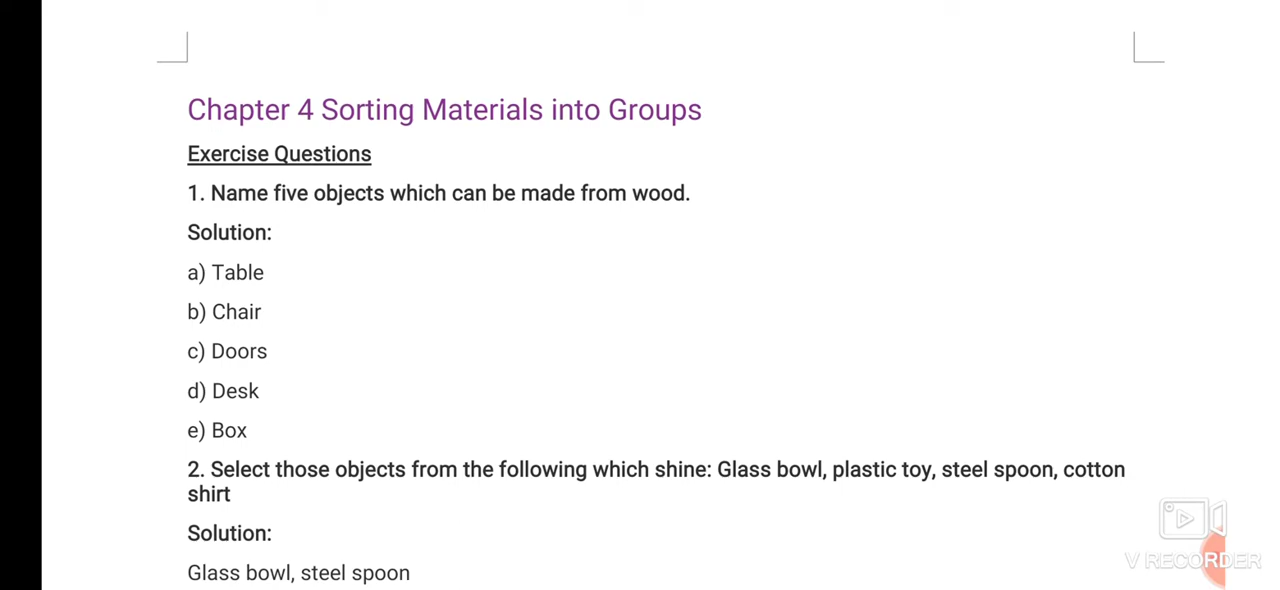 Chapter 4 Sorting Materials into Groups
Exercise Questions
1. Name five objects which can be made from wood.
Solution:
a) Table
b) Chair
c) Doors
d) Desk
e) Box
2. Select those objects from the following which shine: Glass bowl, plastic toy, steel spoon, cotton
shirt
Solution:
Glass bowl, steel spoon
V RECORDER